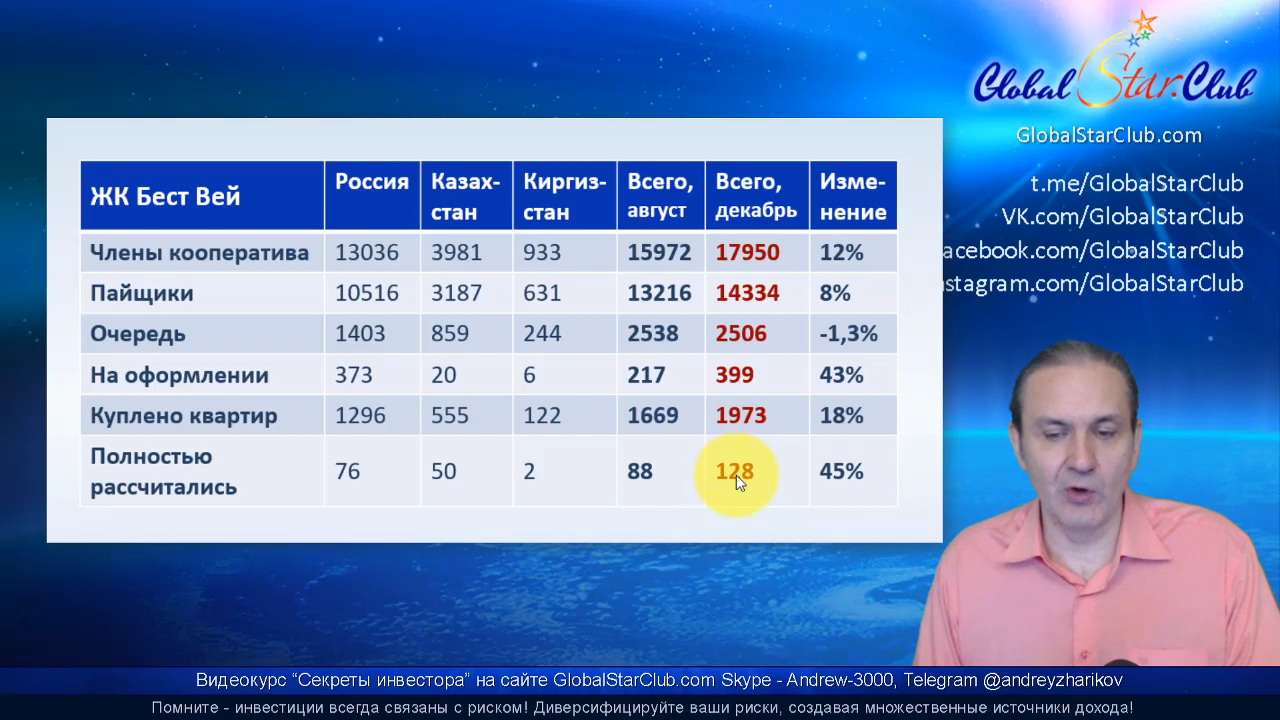 Global Star.Club
GlobalStarClub.com
t.me/GlobalStarClub
VK.com/GlobalStarClub
acebook.com/GlobalStarClub
stagram.com/GlobalStarClub
ЖК Бест Вей Россия Казах-стан Киргиз-стан Всего, август Всего, декабрь Изме-нение
Члены кооператива 13036 3981 933 15972 17950 12%
Пайщики 10516 3187 631 13216 14334 8%
Очередь 1403 859 244 2538 2506 -1,3%
На оформлении 373 20 6 217 399 43%
Куплено квартир 1296 555 122 1669 1973 18%
Полностью рассчитались 76 50 2 88 128 45%
Видеокурс “Секреты инвестора” на сайте GlobalStarClub.com Skype - Andrew-3000, Telegram @andreyzharikov
Помните - инвестиции всегда связаны с риском! Диверсифицируйте ваши риски, создавая множественные источники дохода!